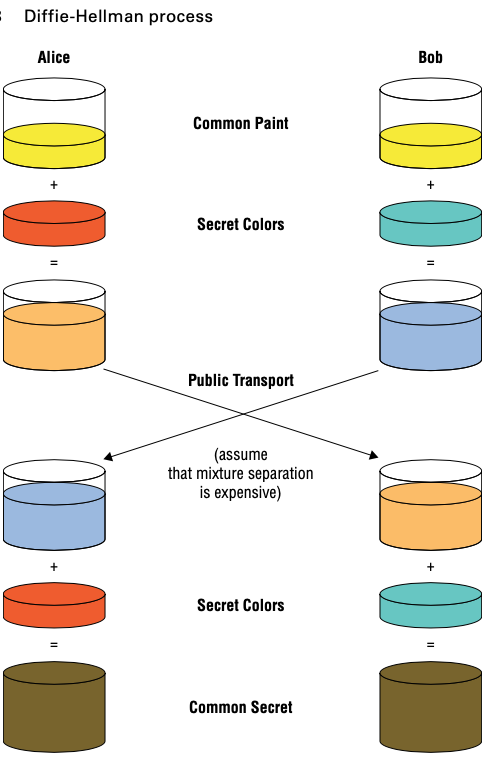 Diffie-Hellman process
Alice
Bob
Common Paint
+
+
Secret Colors
=
=
Public Transport
(assume
that mixture separation
is expensive)
+
+
Secret Colors
=
=
Common Secret